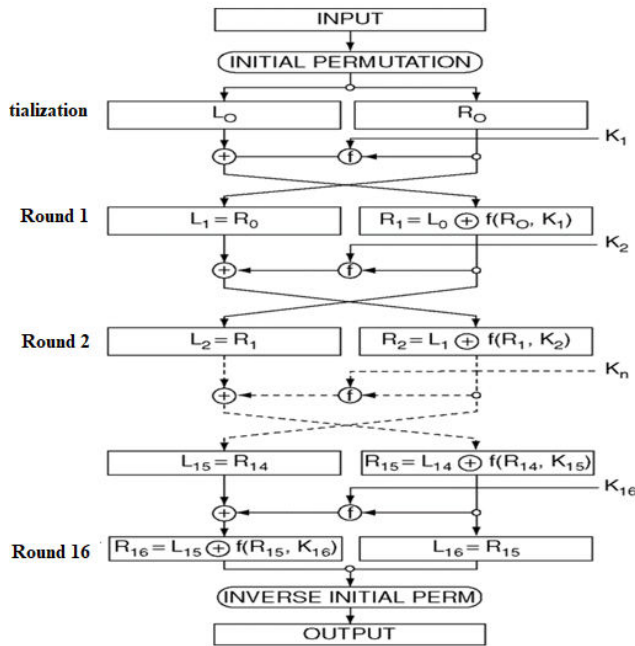 INPUT
INITIAL PERMUTATION
tialization
L₀ R₀
K₁
+ f
Round 1
L₁ = R₀ R₁ = L₀ ⊕ f(R₀, K₁)
K₂
+ f
Round 2
L₂ = R₁ R₂ = L₁ ⊕ f(R₁, K₂)
Kₙ
+ f
L₁₅ = R₁₄ R₁₅ = L₁₄ ⊕ f(R₁₄, K₁₅)
K₁₆
+ f
Round 16
R₁₆ = L₁₅ ⊕ f(R₁₅, K₁₆) L₁₆ = R₁₅
INVERSE INITIAL PERM
OUTPUT